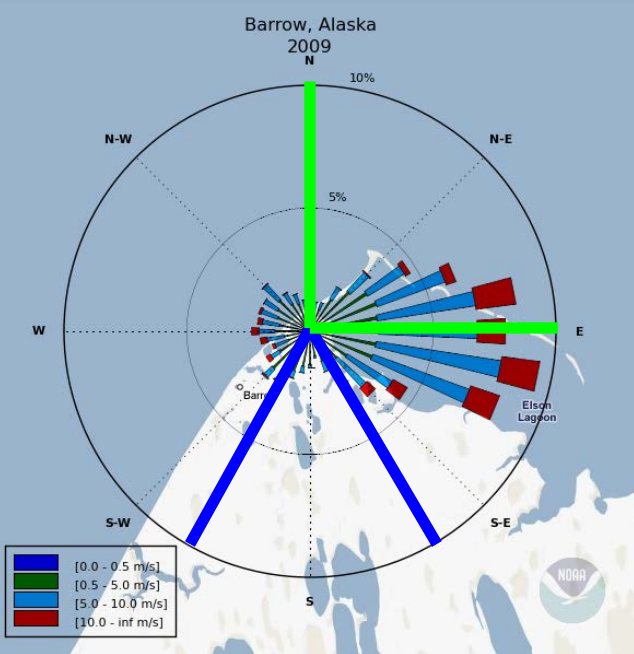 Barrow, Alaska
2009
N
10%
N-W
N-E
5%
W
E
Barr
Elson
Lagoon
S-W
S-E
S
[0.0 - 0.5 m/s]
[0.5 - 5.0 m/s]
[5.0 - 10.0 m/s]
[10.0 - inf m/s]
NOAA